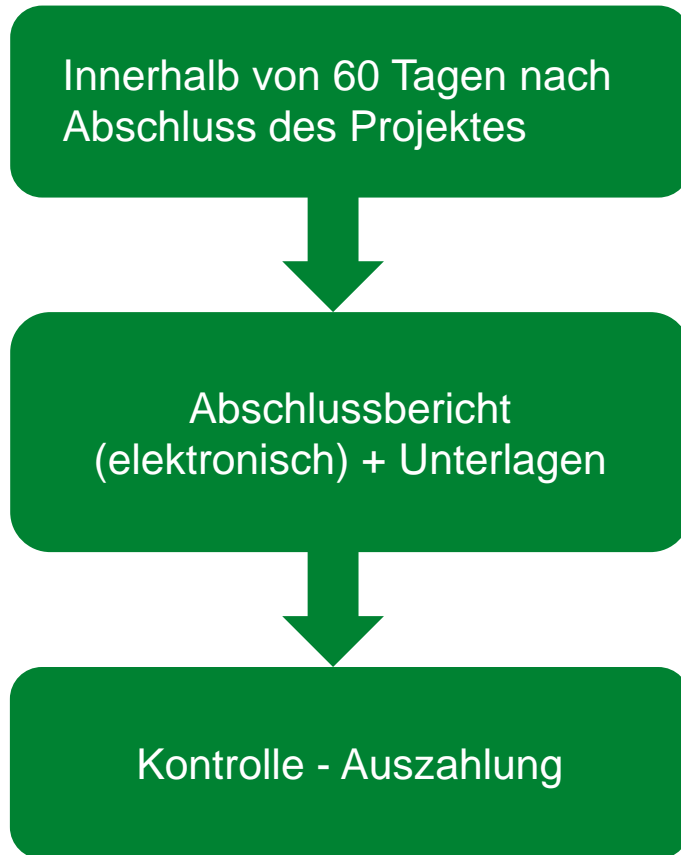 Innerhalb von 60 Tagen nach
Abschluss des Projektes
Abschlussbericht
(elektronisch) + Unterlagen
Kontrolle - Auszahlung